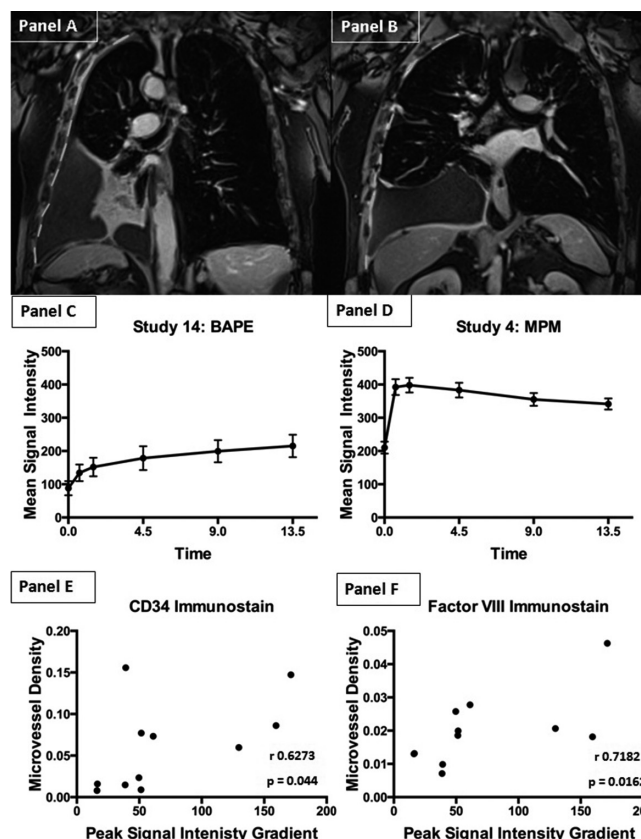 Panel A
Panel B
Panel C
Study 14: BAPE
Mean Signal Intensity
500
400
300
200
100
0
0.0
4.5
9.0
13.5
Time
Panel D
Study 4: MPM
Mean Signal Intensity
500
400
300
200
100
0
0.0
4.5
9.0
13.5
Time
Panel E
CD34 Immunostain
Microvessel Density
0.20
0.15
0.10
0.05
0.00
0
50
100
150
200
r 0.6273
p = 0.044
Peak Signal Intenisty Gradient
Panel F
Factor VIII Immunostain
Microvessel Density
0.05
0.04
0.03
0.02
0.01
0.00
0
50
100
150
200
r 0.7182
p = 0.0162
Peak Signal Intenisty Gradient